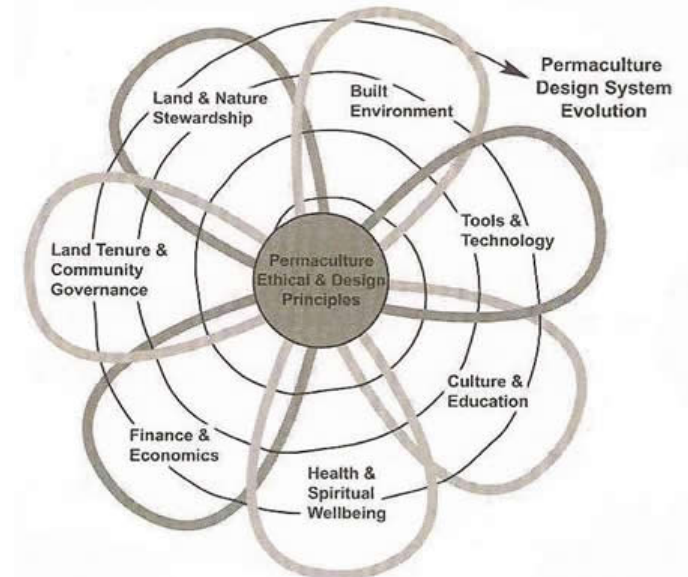 Permaculture
Design System
Evolution
Land & Nature
Stewardship
Built
Environment
Tools &
Technology
Land Tenure &
Community
Governance
Permaculture
Ethical & Design
Principles
Culture &
Education
Finance &
Economics
Health &
Spiritual
Wellbeing